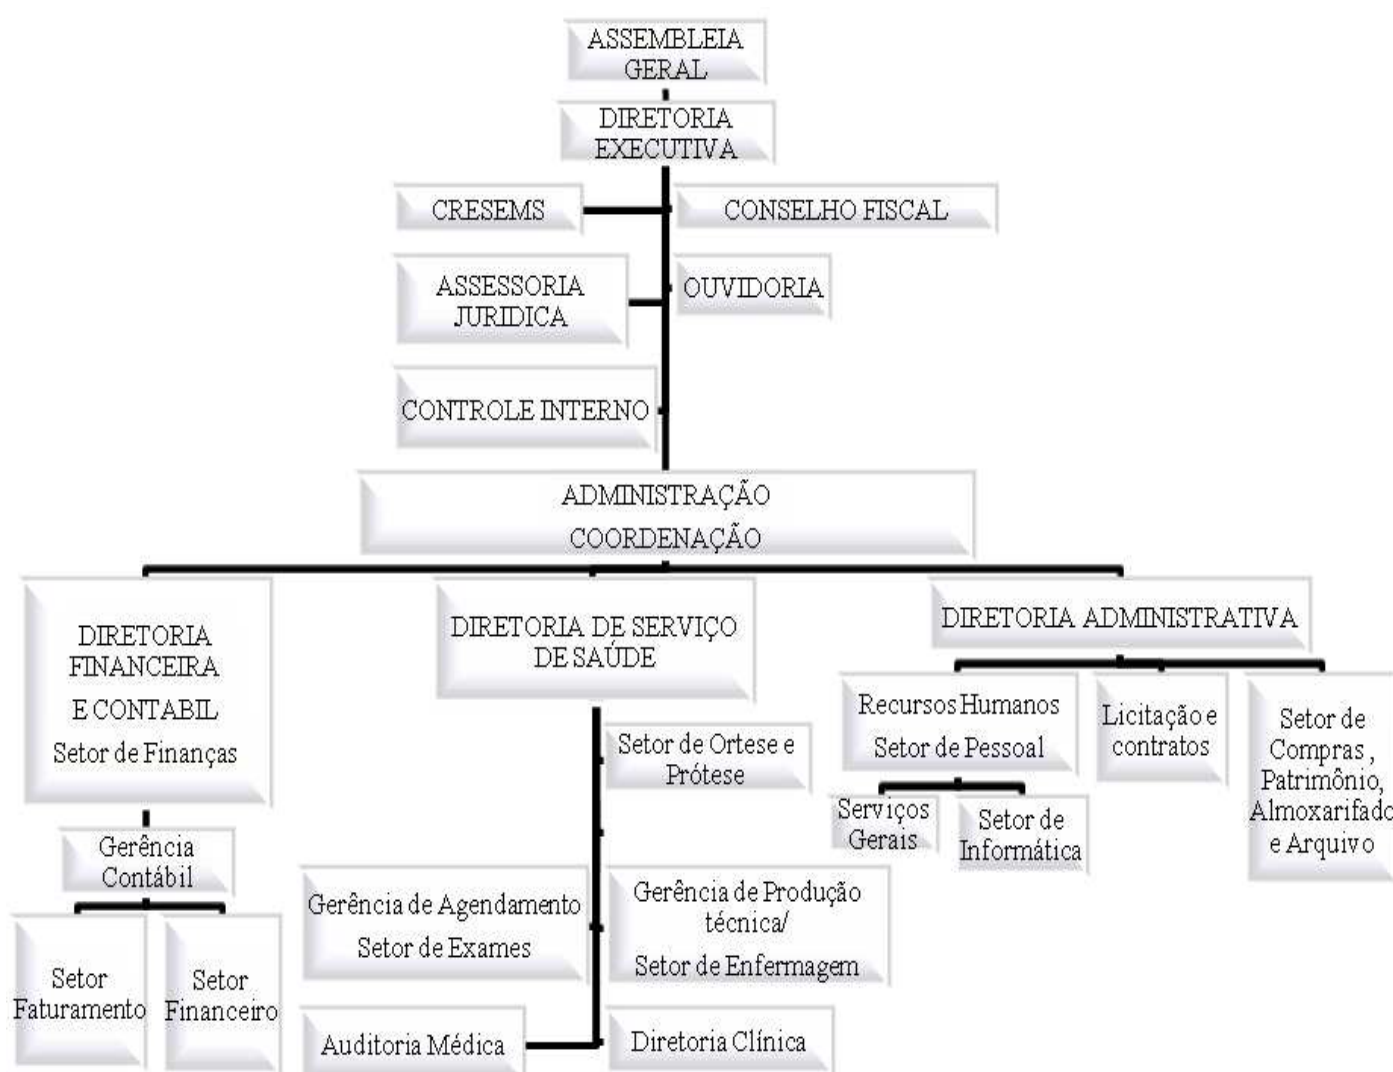 ASSEMBLEIA
GERAL
DIRETORIA
EXECUTIVA
CRESEMS
CONSELHO FISCAL
ASSESSORIA
JURIDICA
OUVIDORIA
CONTROLE INTERNO
ADMINISTRAÇÃO
COORDENAÇÃO
DIRETORIA
FINANCEIRA
E CONTABIL
Setor de Finanças
DIRETORIA DE SERVIÇO
DE SAÚDE
DIRETORIA ADMINISTRATIVA
Recursos Humanos
Setor de Pessoal
Licitação e
contratos
Setor de
Compras ,
Patrimônio,
Almoxarifado
e Arquivo
Setor de Ortese e
Prótese
Serviços
Gerais
Setor de
Informática
Gerência
Contábil
Gerência de Agendamento
Setor de Exames
Gerência de Produção
técnica/
Setor de Enfermagem
Setor
Faturamento
Setor
Financeiro
Auditoria Médica
Diretoria Clínica